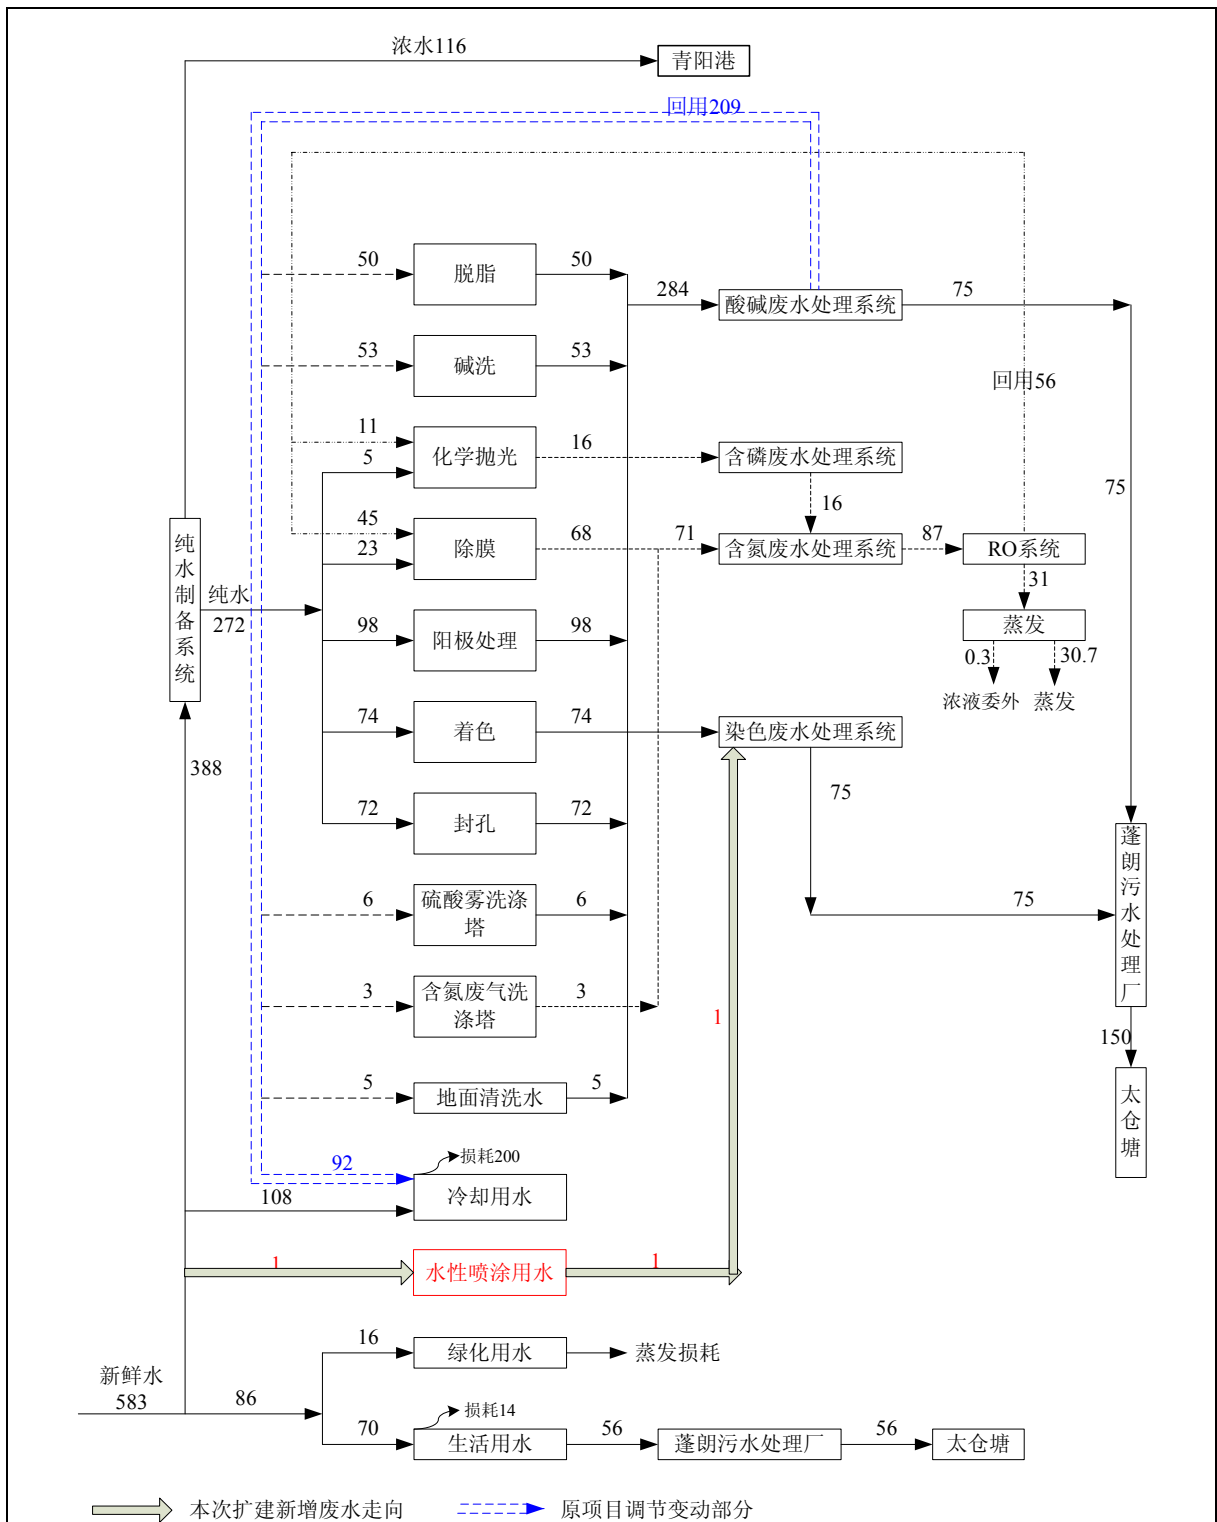 浓水116
青阳港
回用209
50
脱脂
50
284
酸碱废水处理系统
75
53
碱洗
53
回用56
11
5
化学抛光
16
含磷废水处理系统
75
16
45
23
除膜
68
71
含氮废水处理系统
87
RO系统
31
纯水制备系统
纯水
272
98
阳极处理
98
蒸发
0.3
30.7
浓液委外
蒸发
74
着色
74
染色废水处理系统
388
75
72
封孔
72
蓬朗污水处理厂
6
硫酸雾洗涤
塔
6
75
3
含氮废气洗
涤塔
3
1
150
5
地面清洗水
5
太仓塘
92
损耗200
108
冷却用水
1
水性喷涂用水
1
16
绿化用水
蒸发损耗
新鲜水
583
86
70
损耗14
生活用水
56
蓬朗污水处理厂
56
太仓塘
本次扩建新增废水走向
原项目调节变动部分